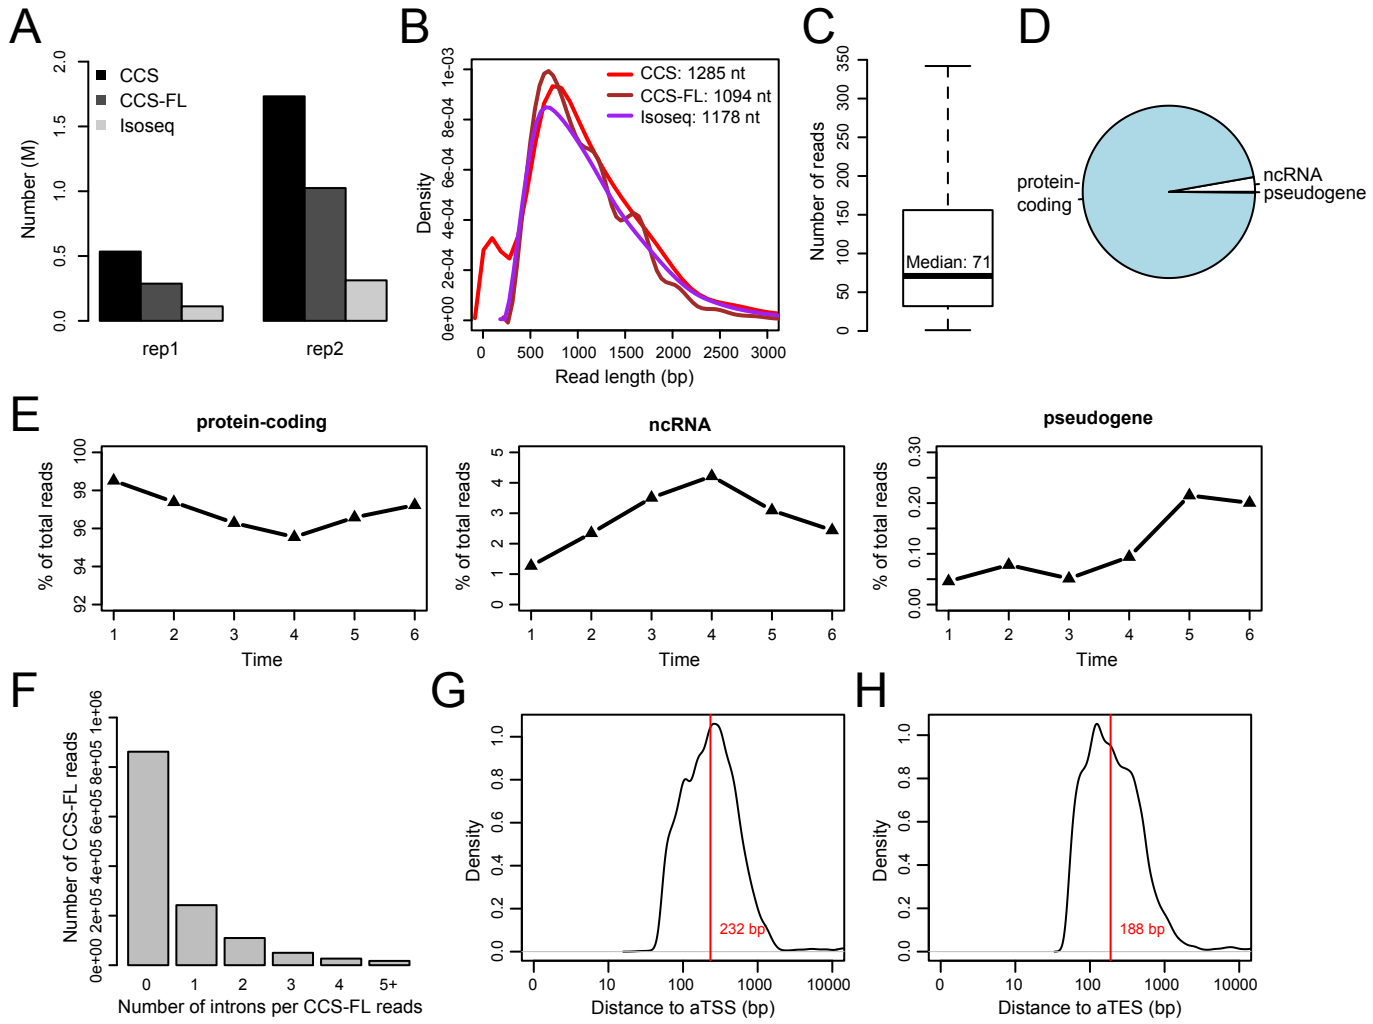 A
Number (M)
2.0
1.5
1.0
0.5
0.0
CCS
CCS-FL
Isoseq
rep1
rep2
B
Density
1e-03
8e-04
6e-04
4e-04
2e-04
0e+00
CCS: 1285 nt
CCS-FL: 1094 nt
Isoseq: 1178 nt
0 500 1000 1500 2000 2500 3000
Read length (bp)
C
Number of reads
350
300
250
200
150
100
50
0
Median: 71
D
protein-
coding
ncRNA
pseudogene
E
protein-coding
% of total reads
100
98
96
94
92
1 2 3 4 5 6
Time
ncRNA
% of total reads
5
4
3
2
1
0
1 2 3 4 5 6
Time
pseudogene
% of total reads
0.30
0.20
0.10
0.00
1 2 3 4 5 6
Time
F
Number of CCS-FL reads
0e+00 2e+05 4e+05 6e+05 8e+05 1e+06
0 1 2 3 4 5+
Number of introns per CCS-FL reads
G
Density
1.0
0.8
0.6
0.4
0.2
0.0
232 bp
0 10 100 1000 10000
Distance to aTSS (bp)
H
Density
1.0
0.8
0.6
0.4
0.2
0.0
188 bp
0 10 100 1000 10000
Distance to aTES (bp)